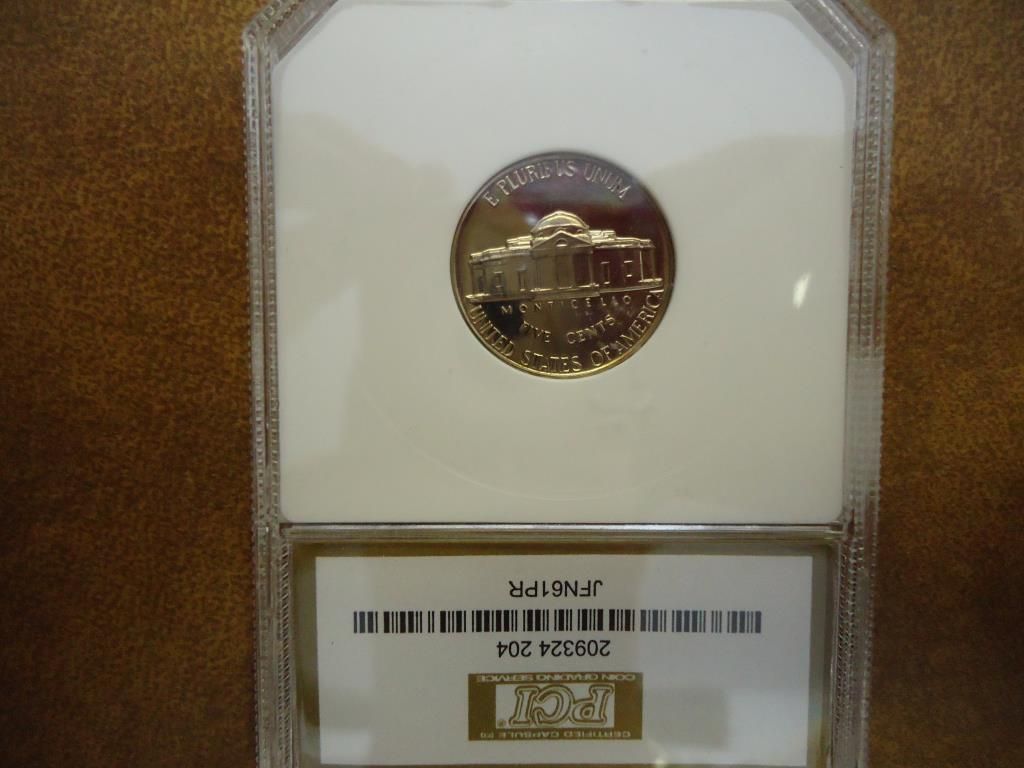 E PLURIBUS UNUM
MONTICELLO
FIVE CENTS
UNITED STATES OF AMERICA
JFN61PR
209324 204
COIN GRADING SERVICE
PCI®
CERTIFIED CAPSULE